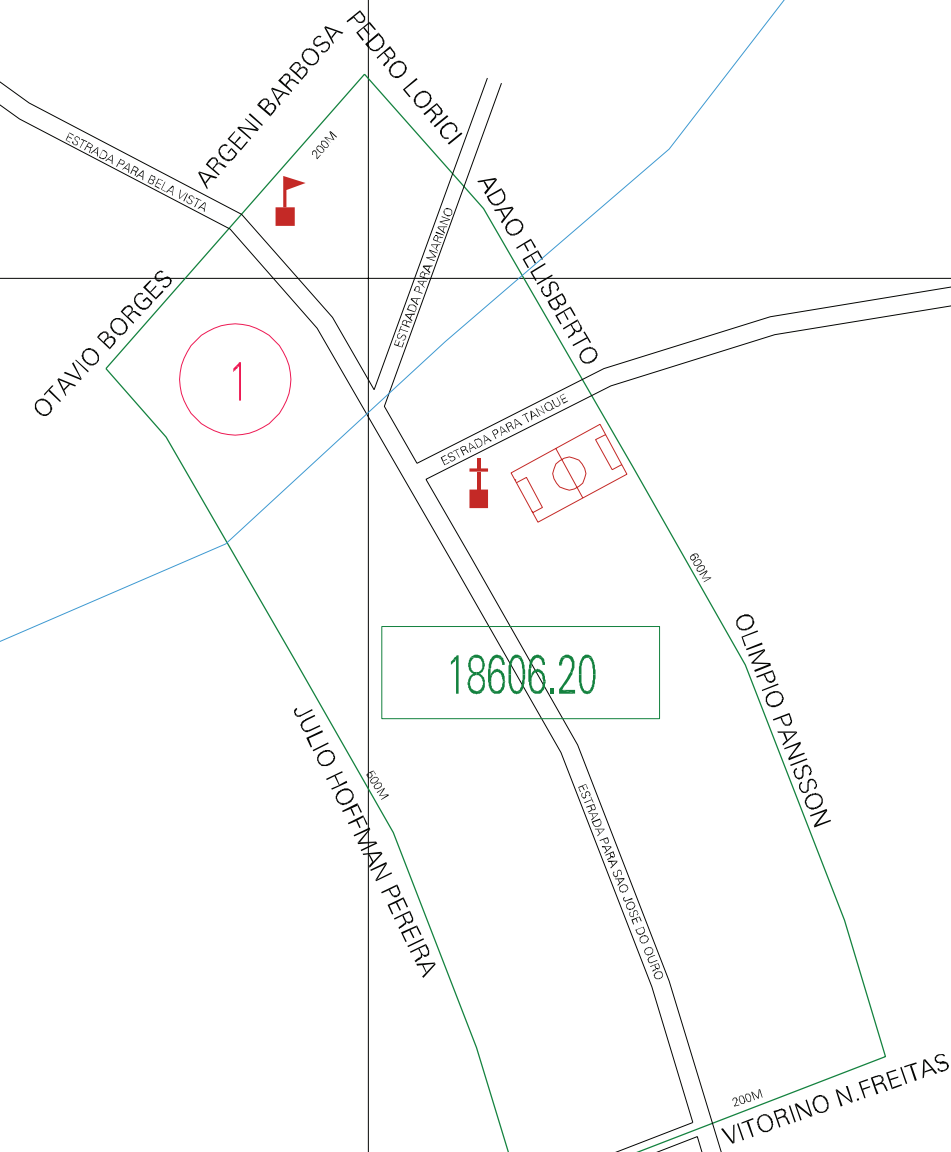 PEDRO LORICI
ARGENI BARBOSA
200M
ESTRADA PARA BELA VISTA
ADAO FELISBERTO
ESTRADA PARA MARIANO
OTAVIO BORGES
1
ESTRADA PARA TANQUE
600M
OLIMPIO PANISSON
18606.20
JULIO HOFFMAN PEREIRA
600M
ESTRADA PARA SAO JOSE DO OURO
200M
VITORINO N.FREITAS